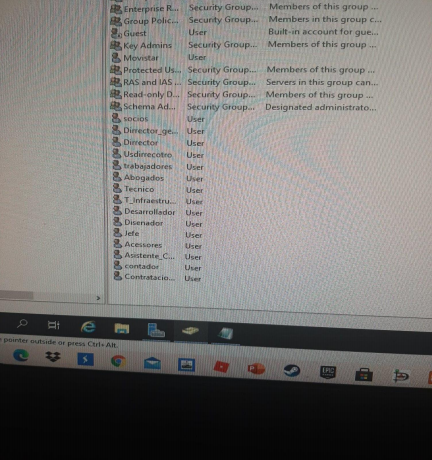 Enterprise R... Security Group... Members of this group ...
Group Polic... Security Group... Members in this group c...
Guest User Built-in account for gue...
Key Admins Security Group... Members of this group ...
Movistar User
Protected Us... Security Group... Members of this group ...
RAS and IAS ... Security Group... Servers in this group can...
Read-only D... Security Group... Members of this group ...
Schema Ad... Security Group... Designated administrato...
socios User
Dirrector_ge... User
Dirrector User
Usdirrecotro User
trabajadores User
Abogados User
Tecnico User
T_Infraestru... User
Desarrollador User
Disenador User
Jefe User
Acessores User
Asistente_C... User
contador User
Contratacio... User
pointer outside or press Ctrl+Alt.
EPIC